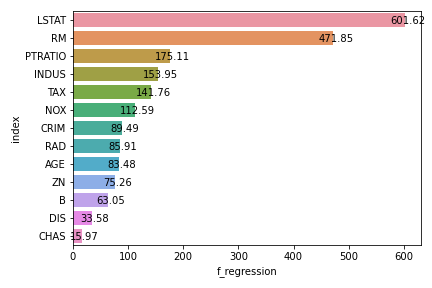 LSTAT 601.62
RM 471.85
PTRATIO 175.11
INDUS 153.95
TAX 141.76
NOX 112.59
CRIM 89.49
RAD 85.91
AGE 83.48
ZN 75.26
B 63.05
DIS 33.58
CHAS 15.97
index
0 100 200 300 400 500 600
f_regression